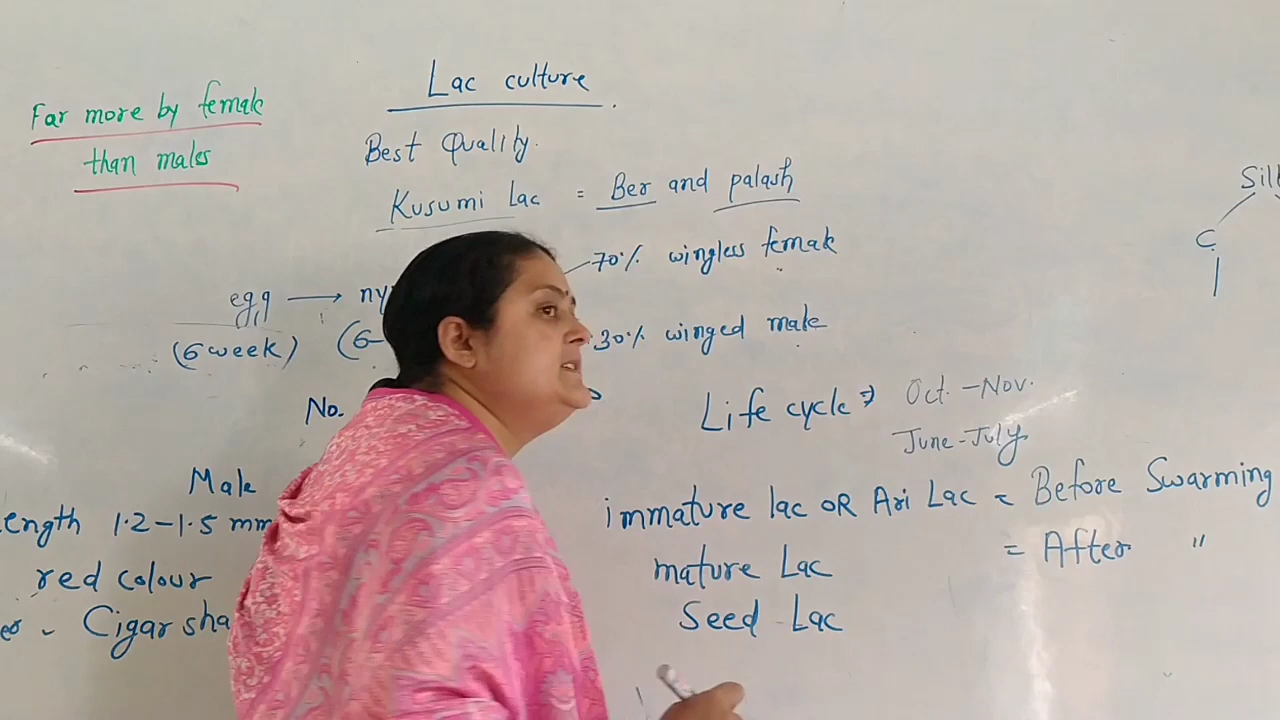 Lac culture
Far more by female
than males
Best Quality.
Kusumi Lac = Ber and palash
70% wingless female
egg → ny
30% winged male
(6 week) (6-
No.
Life cycle ⇒ Oct. - Nov.
June - July
Male
Length 1.2-1.5 mm
red colour
Cigar sha
immature lac OR Ari Lac = Before Swarming
mature Lac = After "
Seed Lac
Sil
C